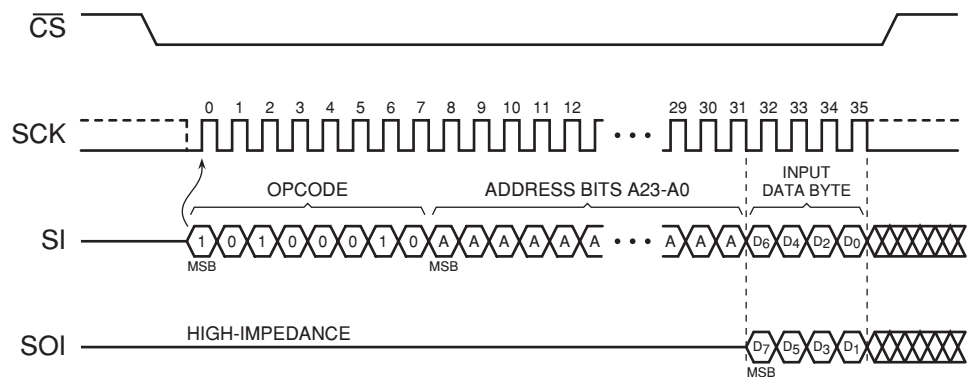 CS
0 1 2 3 4 5 6 7 8 9 10 11 12 29 30 31 32 33 34 35
SCK
OPCODE ADDRESS BITS A23-A0 INPUT
DATA BYTE
SI 1 0 1 0 0 0 1 0 A A A A A A • • • A A A D6 D4 D2 D0
MSB MSB
HIGH-IMPEDANCE
SOI D7 D5 D3 D1
MSB